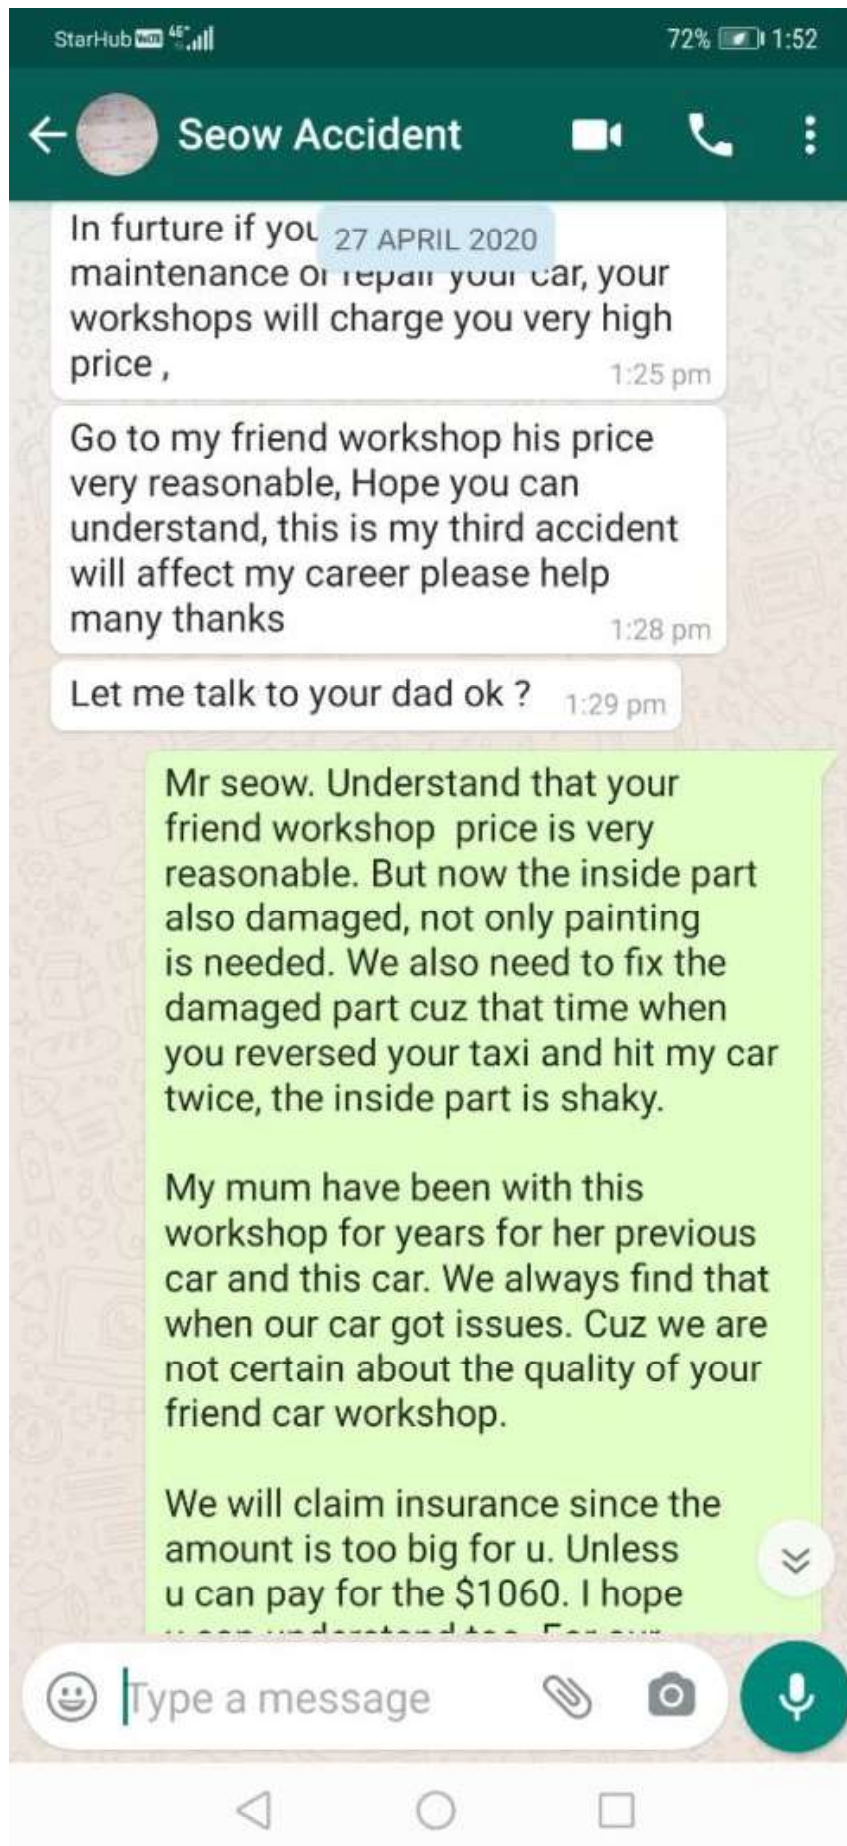 StarHub VoLTE 4G+ 72% 1:52
Seow Accident
In furture if you
27 APRIL 2020
maintenance or repair your car, your
workshops will charge you very high
price ,
1:25 pm
Go to my friend workshop his price
very reasonable, Hope you can
understand, this is my third accident
will affect my career please help
many thanks
1:28 pm
Let me talk to your dad ok ? 1:29 pm
Mr seow. Understand that your
friend workshop price is very
reasonable. But now the inside part
also damaged, not only painting
is needed. We also need to fix the
damaged part cuz that time when
you reversed your taxi and hit my car
twice, the inside part is shaky.
My mum have been with this
workshop for years for her previous
car and this car. We always find that
when our car got issues. Cuz we are
not certain about the quality of your
friend car workshop.
We will claim insurance since the
amount is too big for u. Unless
u can pay for the $1060. I hope
u can understand too. For our
Type a message